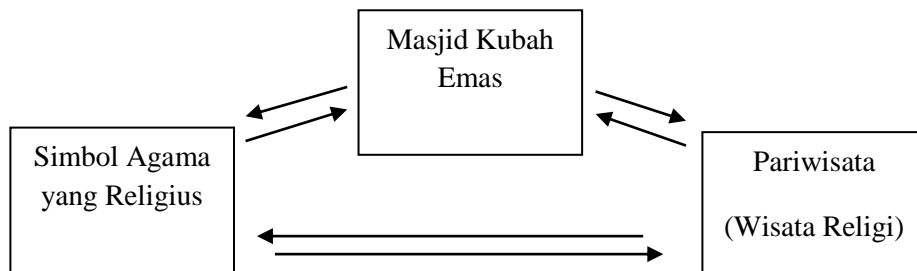 Masjid Kubah
Emas
Simbol Agama
yang Religius
Pariwisata
(Wisata Religi)